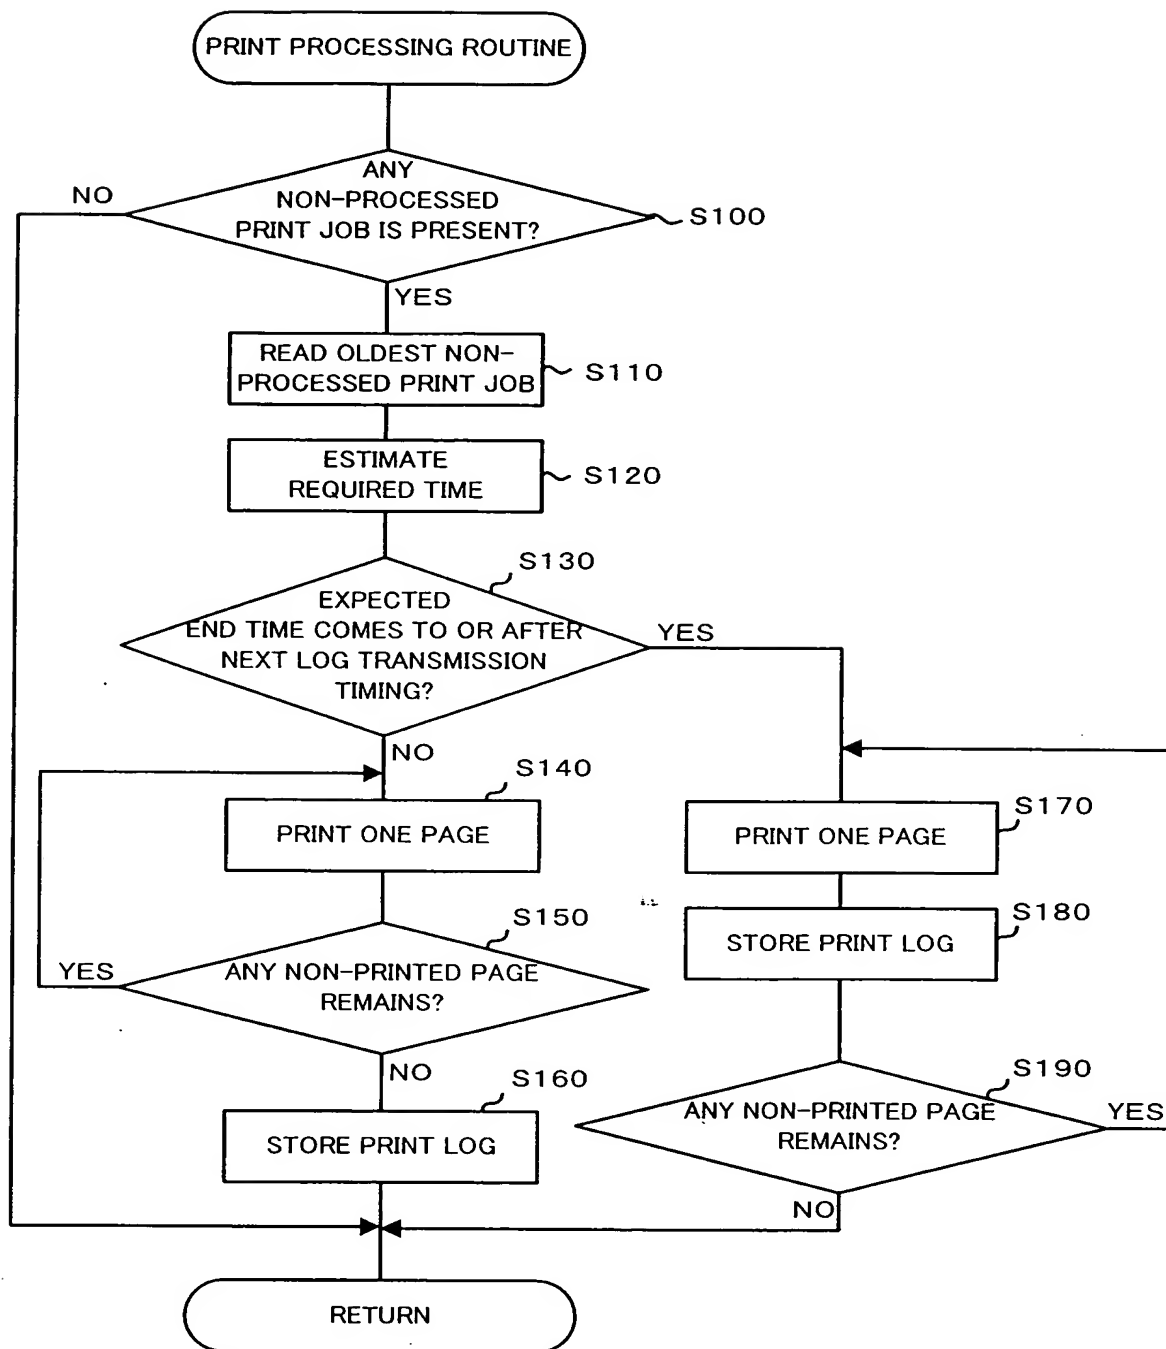 PRINT PROCESSING ROUTINE
ANY
NON-PROCESSED
PRINT JOB IS PRESENT?
NO
S100
YES
READ OLDEST NON-
PROCESSED PRINT JOB
S110
ESTIMATE
REQUIRED TIME
S120
S130
EXPECTED
END TIME COMES TO OR AFTER
NEXT LOG TRANSMISSION
TIMING?
YES
NO
S140
PRINT ONE PAGE
S150
ANY NON-PRINTED PAGE
REMAINS?
YES
NO
S160
STORE PRINT LOG
S170
PRINT ONE PAGE
S180
STORE PRINT LOG
S190
ANY NON-PRINTED PAGE
REMAINS?
YES
NO
RETURN